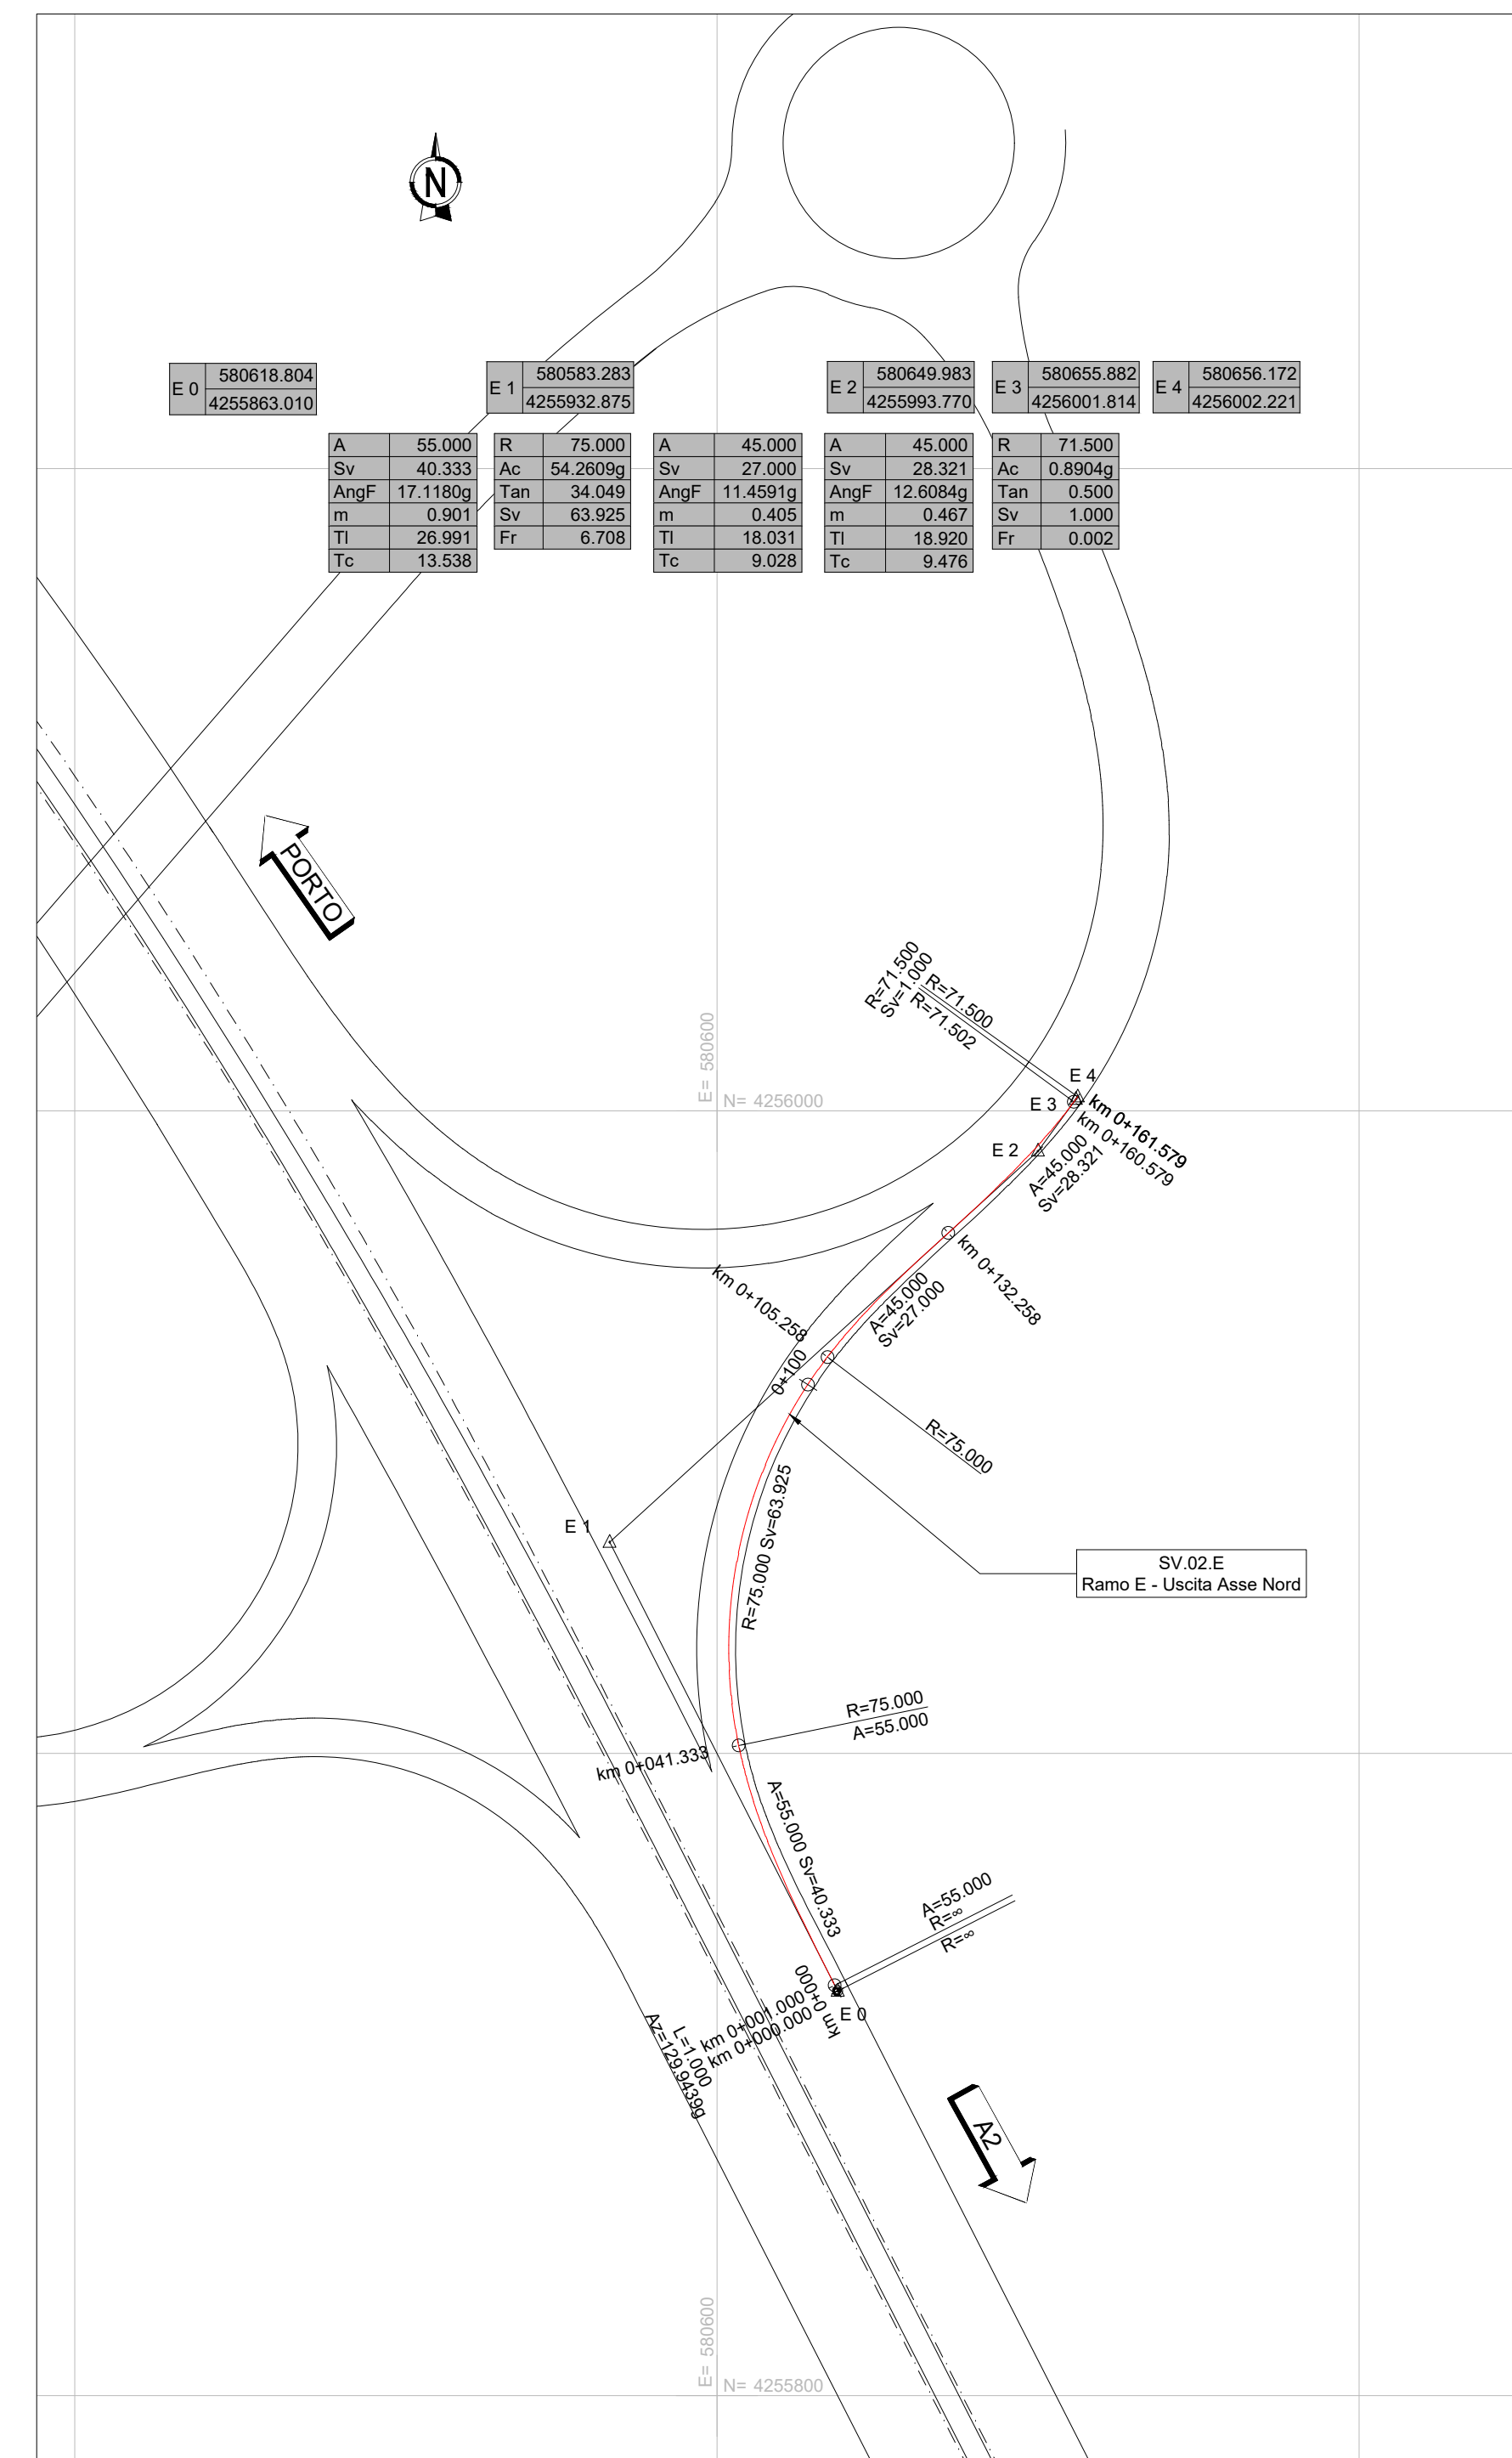 N
E 0
580618.804
4255863.010
E 1
580583.283
4255932.875
E 2
580649.983
4255993.770
E 3
580655.882
4256001.814
E 4
580656.172
4256002.221
A 55.000
Sv 40.333
AngF 17.1180g
m 0.901
Tl 26.991
Tc 13.538
R 75.000
Ac 54.2609g
Tan 34.049
Sv 63.925
Fr 6.708
A 45.000
Sv 27.000
AngF 11.4591g
m 0.405
Tl 18.031
Tc 9.028
A 45.000
Sv 28.321
AngF 12.6084g
m 0.467
Tl 18.920
Tc 9.476
R 71.500
Ac 0.8904g
Tan 0.500
Sv 1.000
Fr 0.002
PORTO
R=71.500
Sv=1.000
R=71.500
R=71.502
E= 580600
N= 4256000
E 4
E 3
km 0+161.579
km 0+160.579
E 2
A=45.000
Sv=28.321
km 0+132.258
km 0+105.258
A=45.000
Sv=27.000
0+100
R=75.000
E 1
R=75.000 Sv=63.925
SV.02.E
Ramo E - Uscita Asse Nord
R=75.000
A=55.000
km 0+041.333
A=55.000 Sv=40.333
A=55.000
R=∞
R=∞
km 0+000
E 0
km 0+001.000
km 0+000.000
L=1.000
Az=129.9439g
A2
E= 580600
N= 4255800